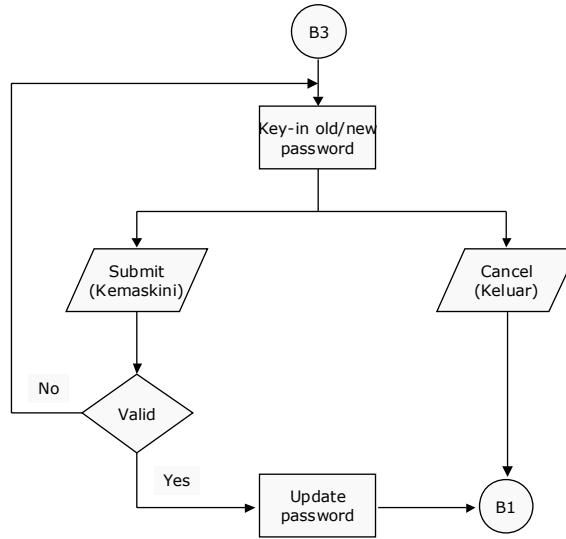 B3
Key-in old/new
password
Submit
(Kemaskini)
Cancel
(Keluar)
No
Valid
Yes
Update
password
B1